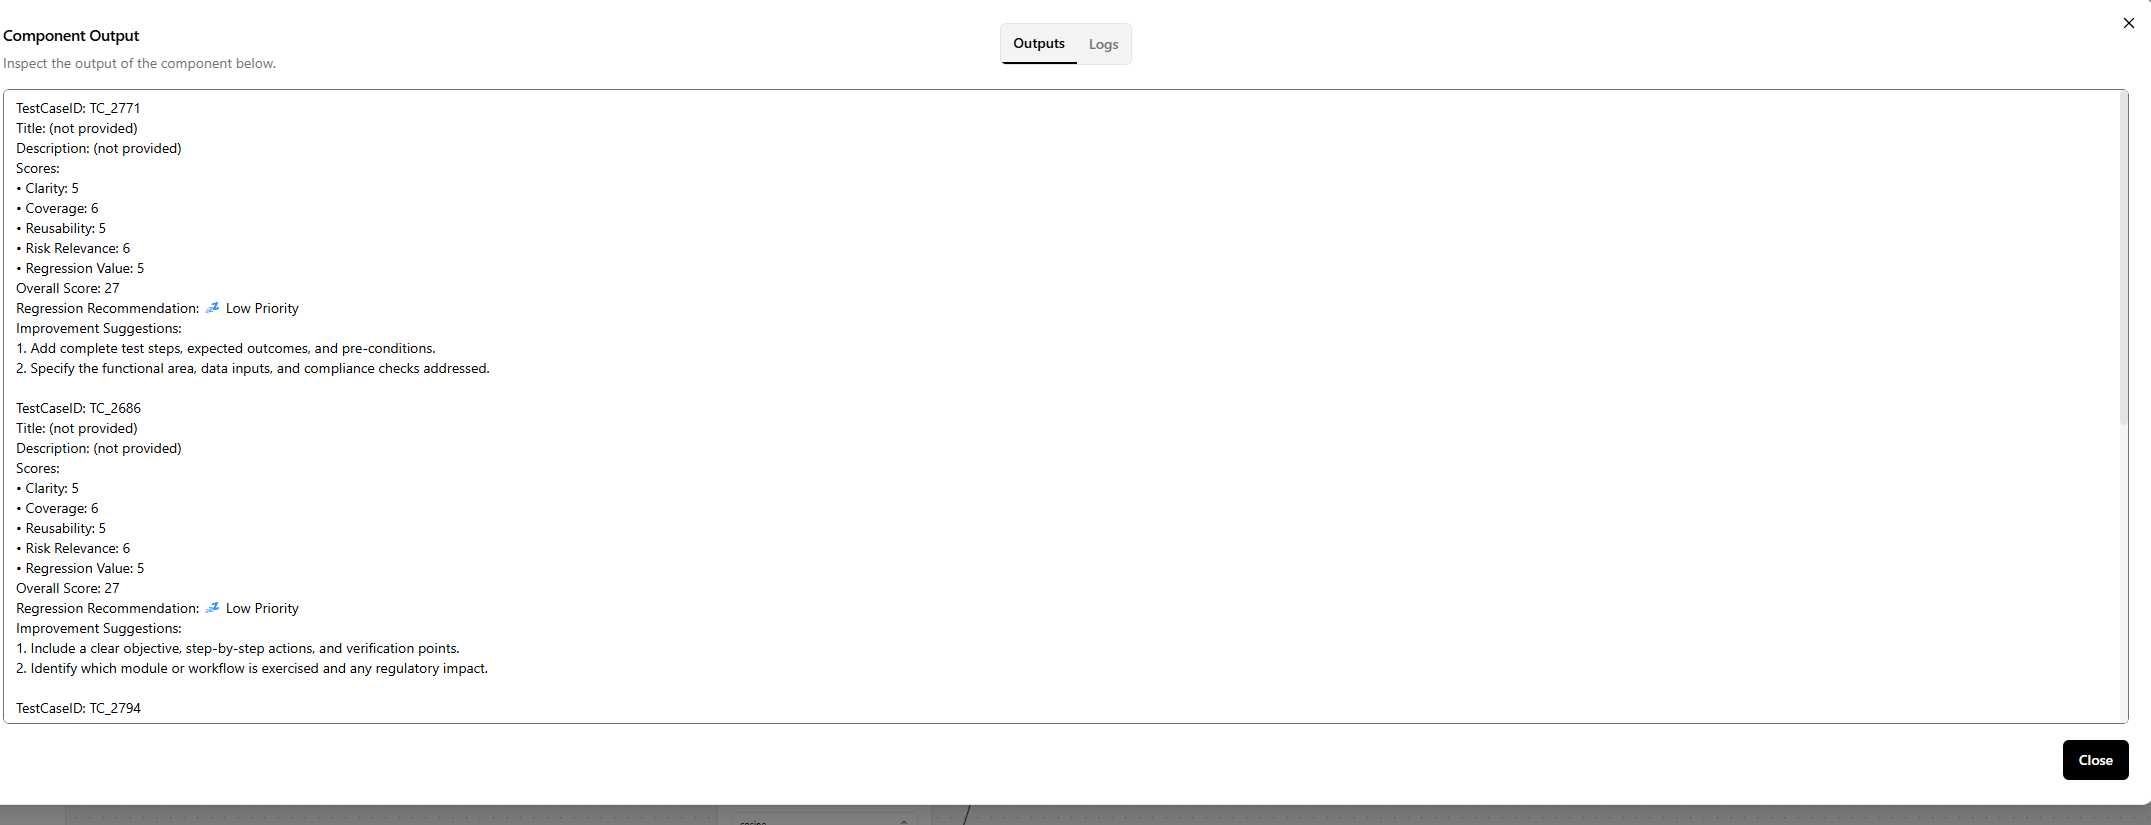 Component Output
Inspect the output of the component below.
Outputs
Logs
TestCaseID: TC_2771
Title: (not provided)
Description: (not provided)
Scores:
• Clarity: 5
• Coverage: 6
• Reusability: 5
• Risk Relevance: 6
• Regression Value: 5
Overall Score: 27
Regression Recommendation: 💤 Low Priority
Improvement Suggestions:
1. Add complete test steps, expected outcomes, and pre-conditions.
2. Specify the functional area, data inputs, and compliance checks addressed.
TestCaseID: TC_2686
Title: (not provided)
Description: (not provided)
Scores:
• Clarity: 5
• Coverage: 6
• Reusability: 5
• Risk Relevance: 6
• Regression Value: 5
Overall Score: 27
Regression Recommendation: 💤 Low Priority
Improvement Suggestions:
1. Include a clear objective, step-by-step actions, and verification points.
2. Identify which module or workflow is exercised and any regulatory impact.
TestCaseID: TC_2794
Close